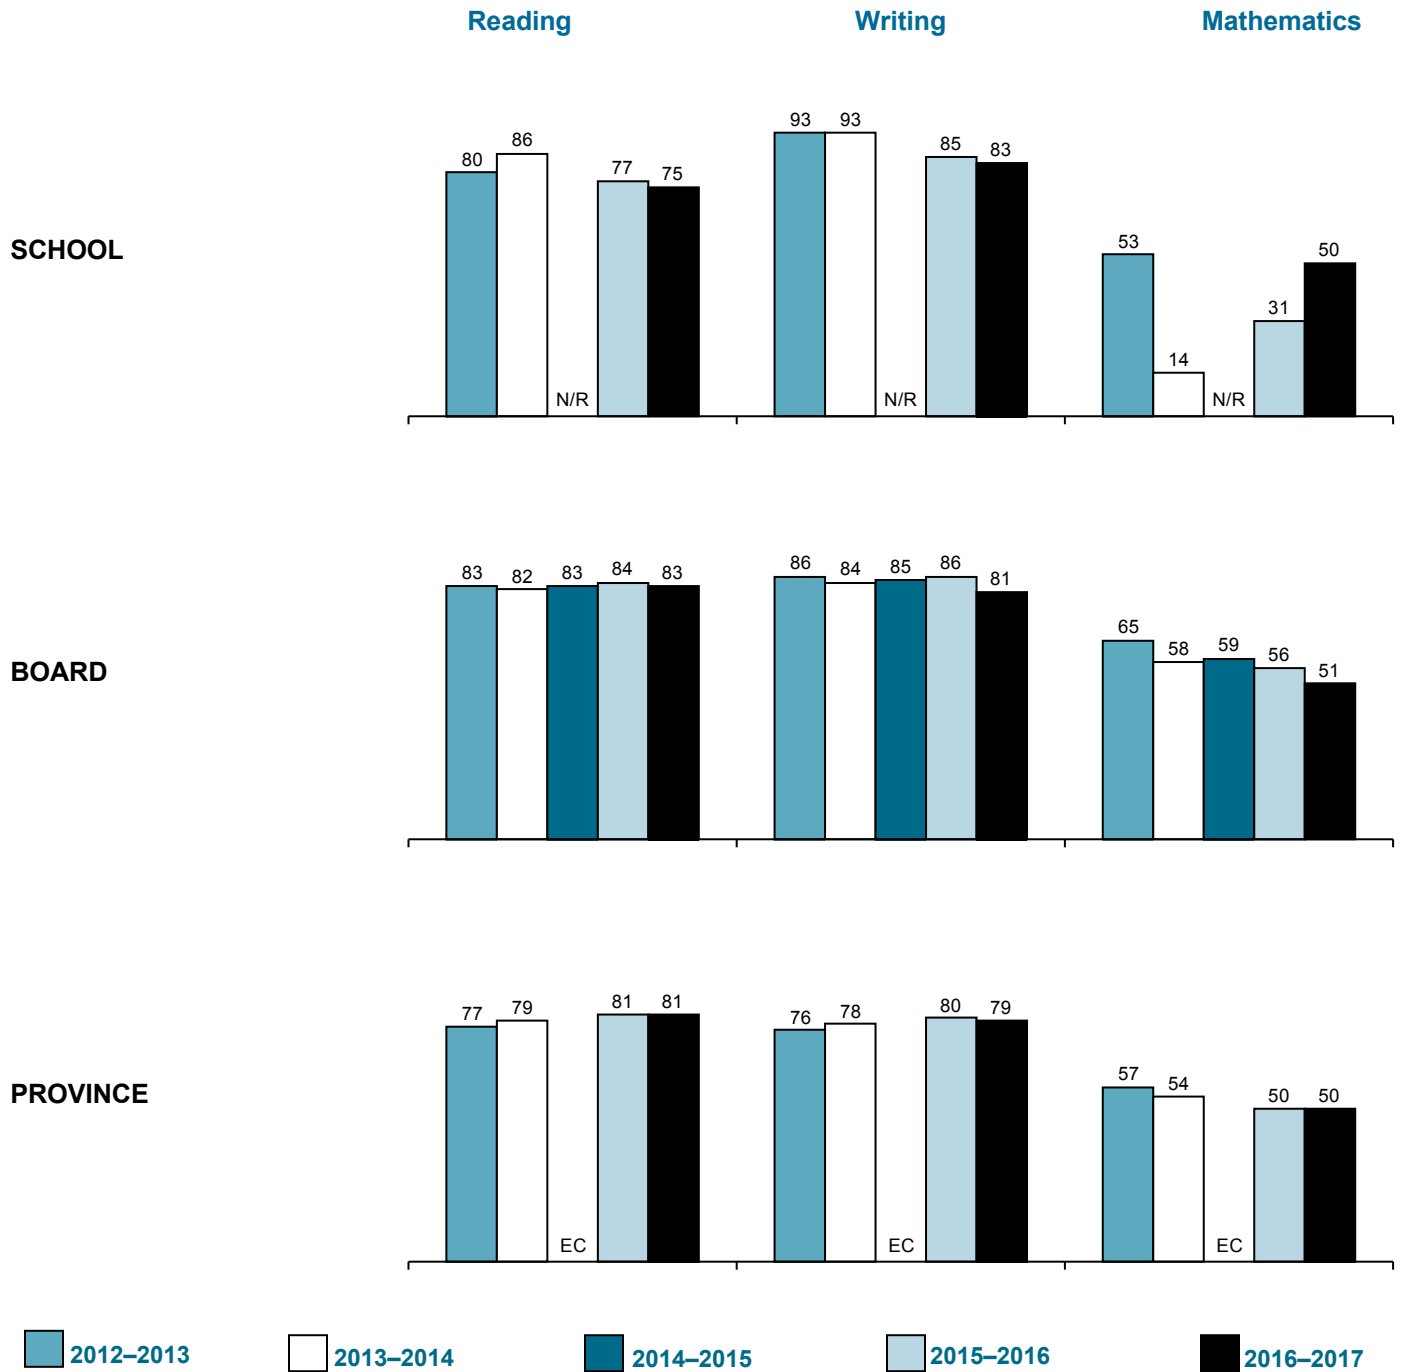 Reading Writing Mathematics
SCHOOL
80 86 N/R 77 75
93 93 N/R 85 83
53 14 N/R 31 50
BOARD
83 82 83 84 83
86 84 85 86 81
65 58 59 56 51
PROVINCE
77 79 EC 81 81
76 78 EC 80 79
57 54 EC 50 50
2012–2013 2013–2014 2014–2015 2015–2016 2016–2017